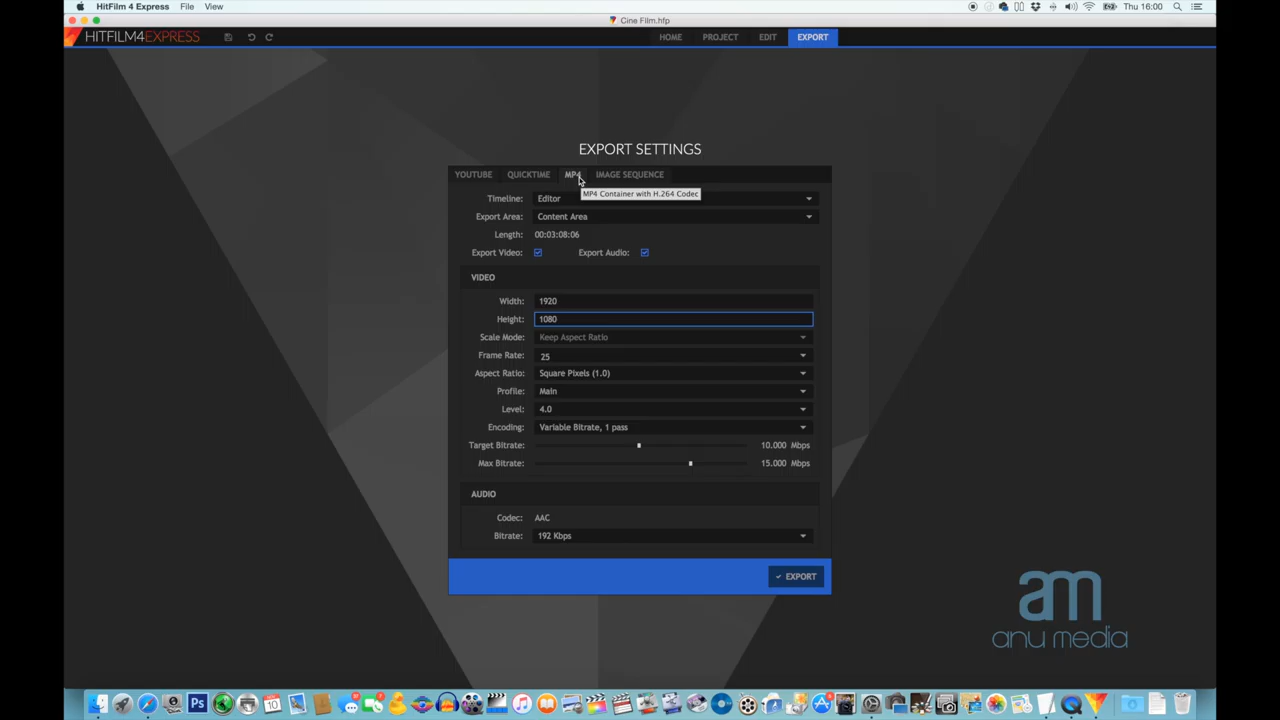 HitFilm 4 Express File View Thu 16:00
Cine Film.hfp
HITFILM4EXPRESS HOME PROJECT EDIT EXPORT
EXPORT SETTINGS
YOUTUBE QUICKTIME MP4 IMAGE SEQUENCE
MP4 Container with H.264 Codec
Timeline: Editor
Export Area: Content Area
Length: 00:03:08:06
Export Video: Export Audio:
VIDEO
Width: 1920
Height: 1080
Scale Mode: Keep Aspect Ratio
Frame Rate: 25
Aspect Ratio: Square Pixels (1.0)
Profile: Main
Level: 4.0
Encoding: Variable Bitrate, 1 pass
Target Bitrate: 10.000 Mbps
Max Bitrate: 15.000 Mbps
AUDIO
Codec: AAC
Bitrate: 192 Kbps
EXPORT
am
anu media
Ps